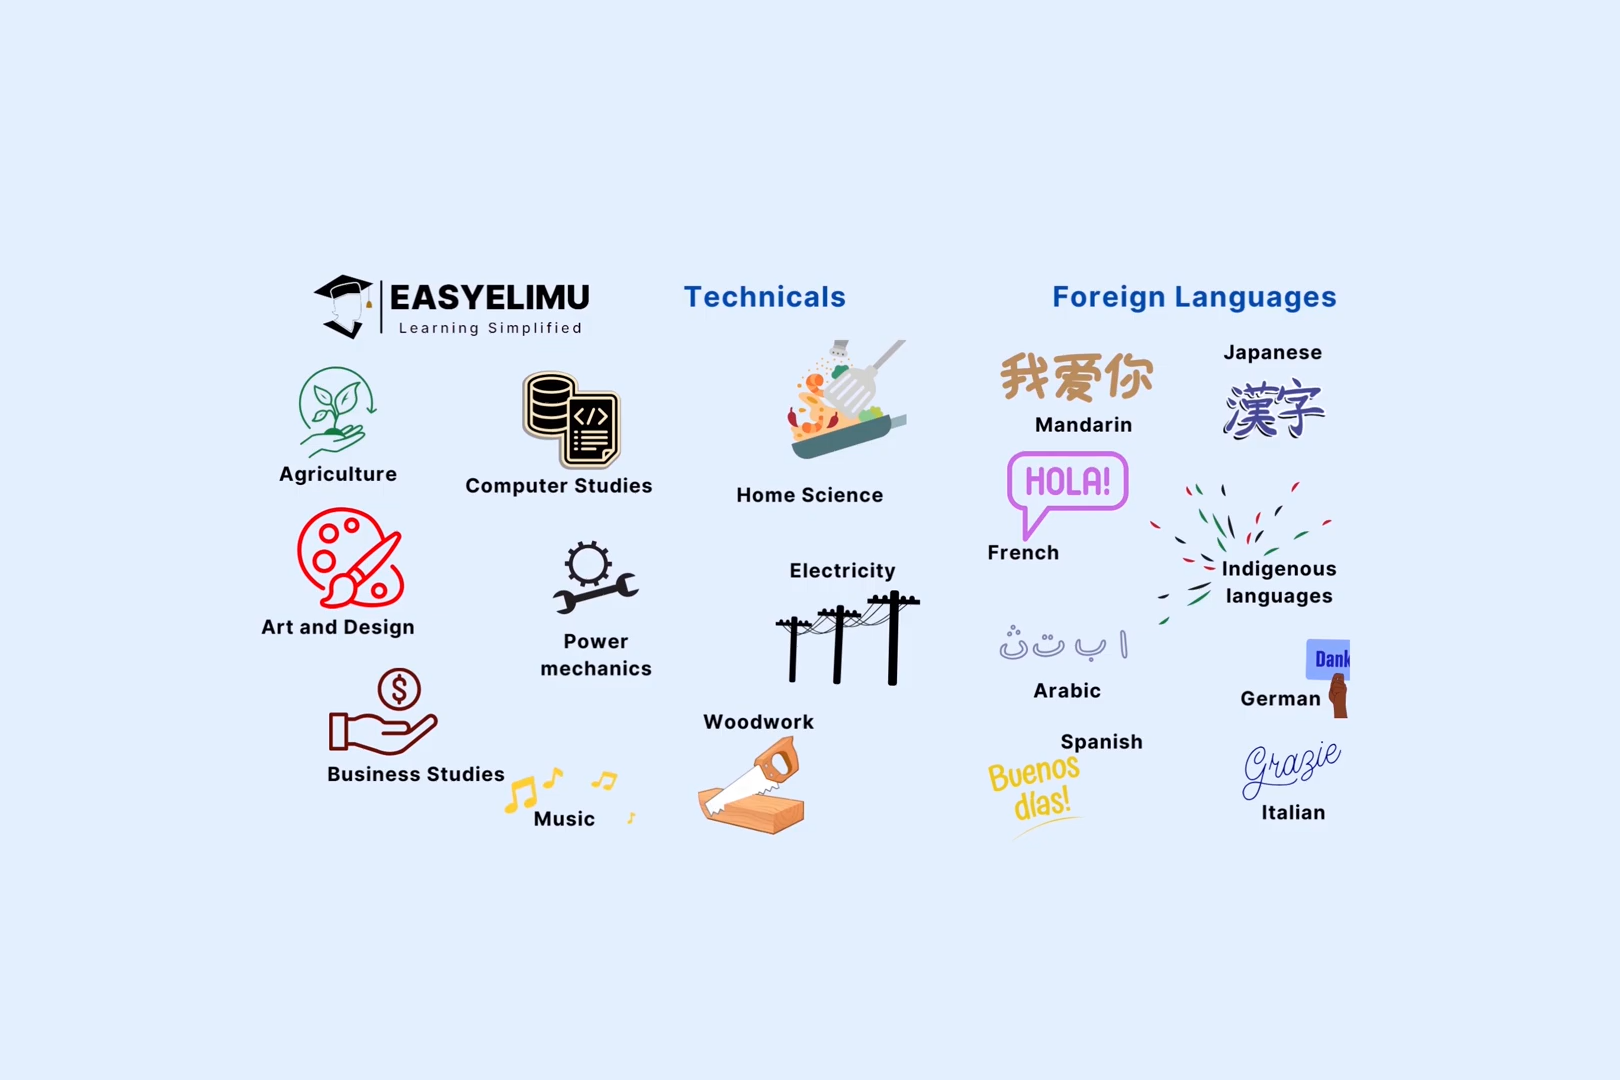 EASYELIMU
Learning Simplified
Technicals
Foreign Languages
Agriculture
Computer Studies
Home Science
我爱你
Mandarin
Japanese
漢字
Art and Design
Power
mechanics
Electricity
HOLA!
French
Indigenous
languages
Business Studies
Music
Woodwork
ا ب ت ث
Arabic
Dank
German
Spanish
Buenos
días!
Grazie
Italian